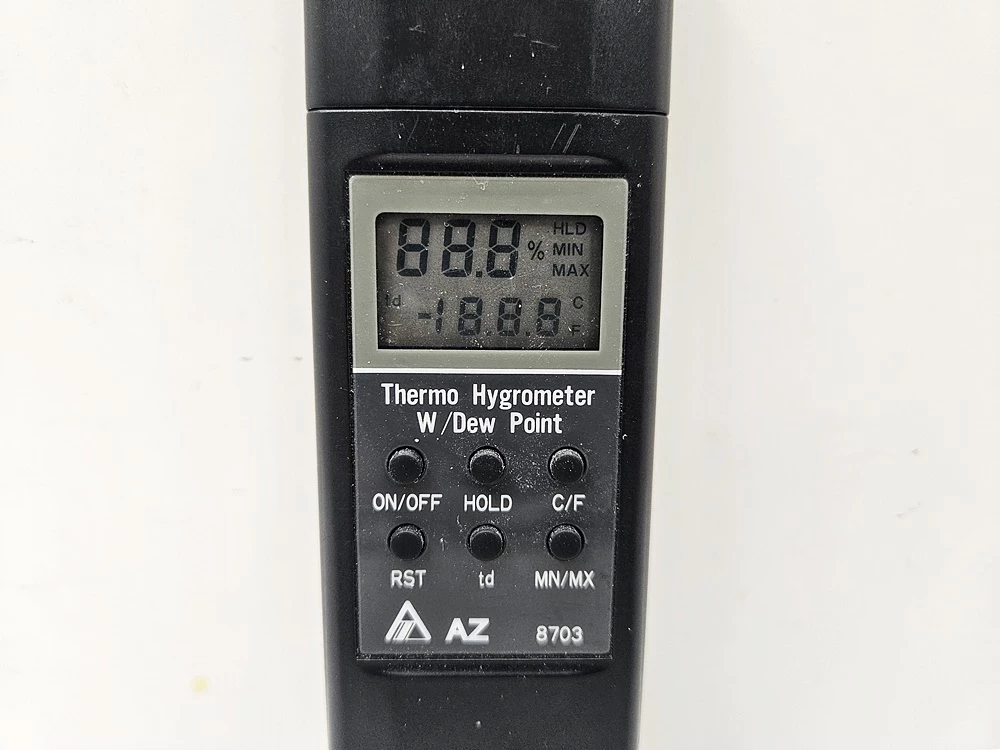 88.8 % HLD
MIN
MAX
td -188.8.8 C
F
Thermo Hygrometer
W/Dew Point
ON/OFF HOLD C/F
RST td MN/MX
AZ 8703